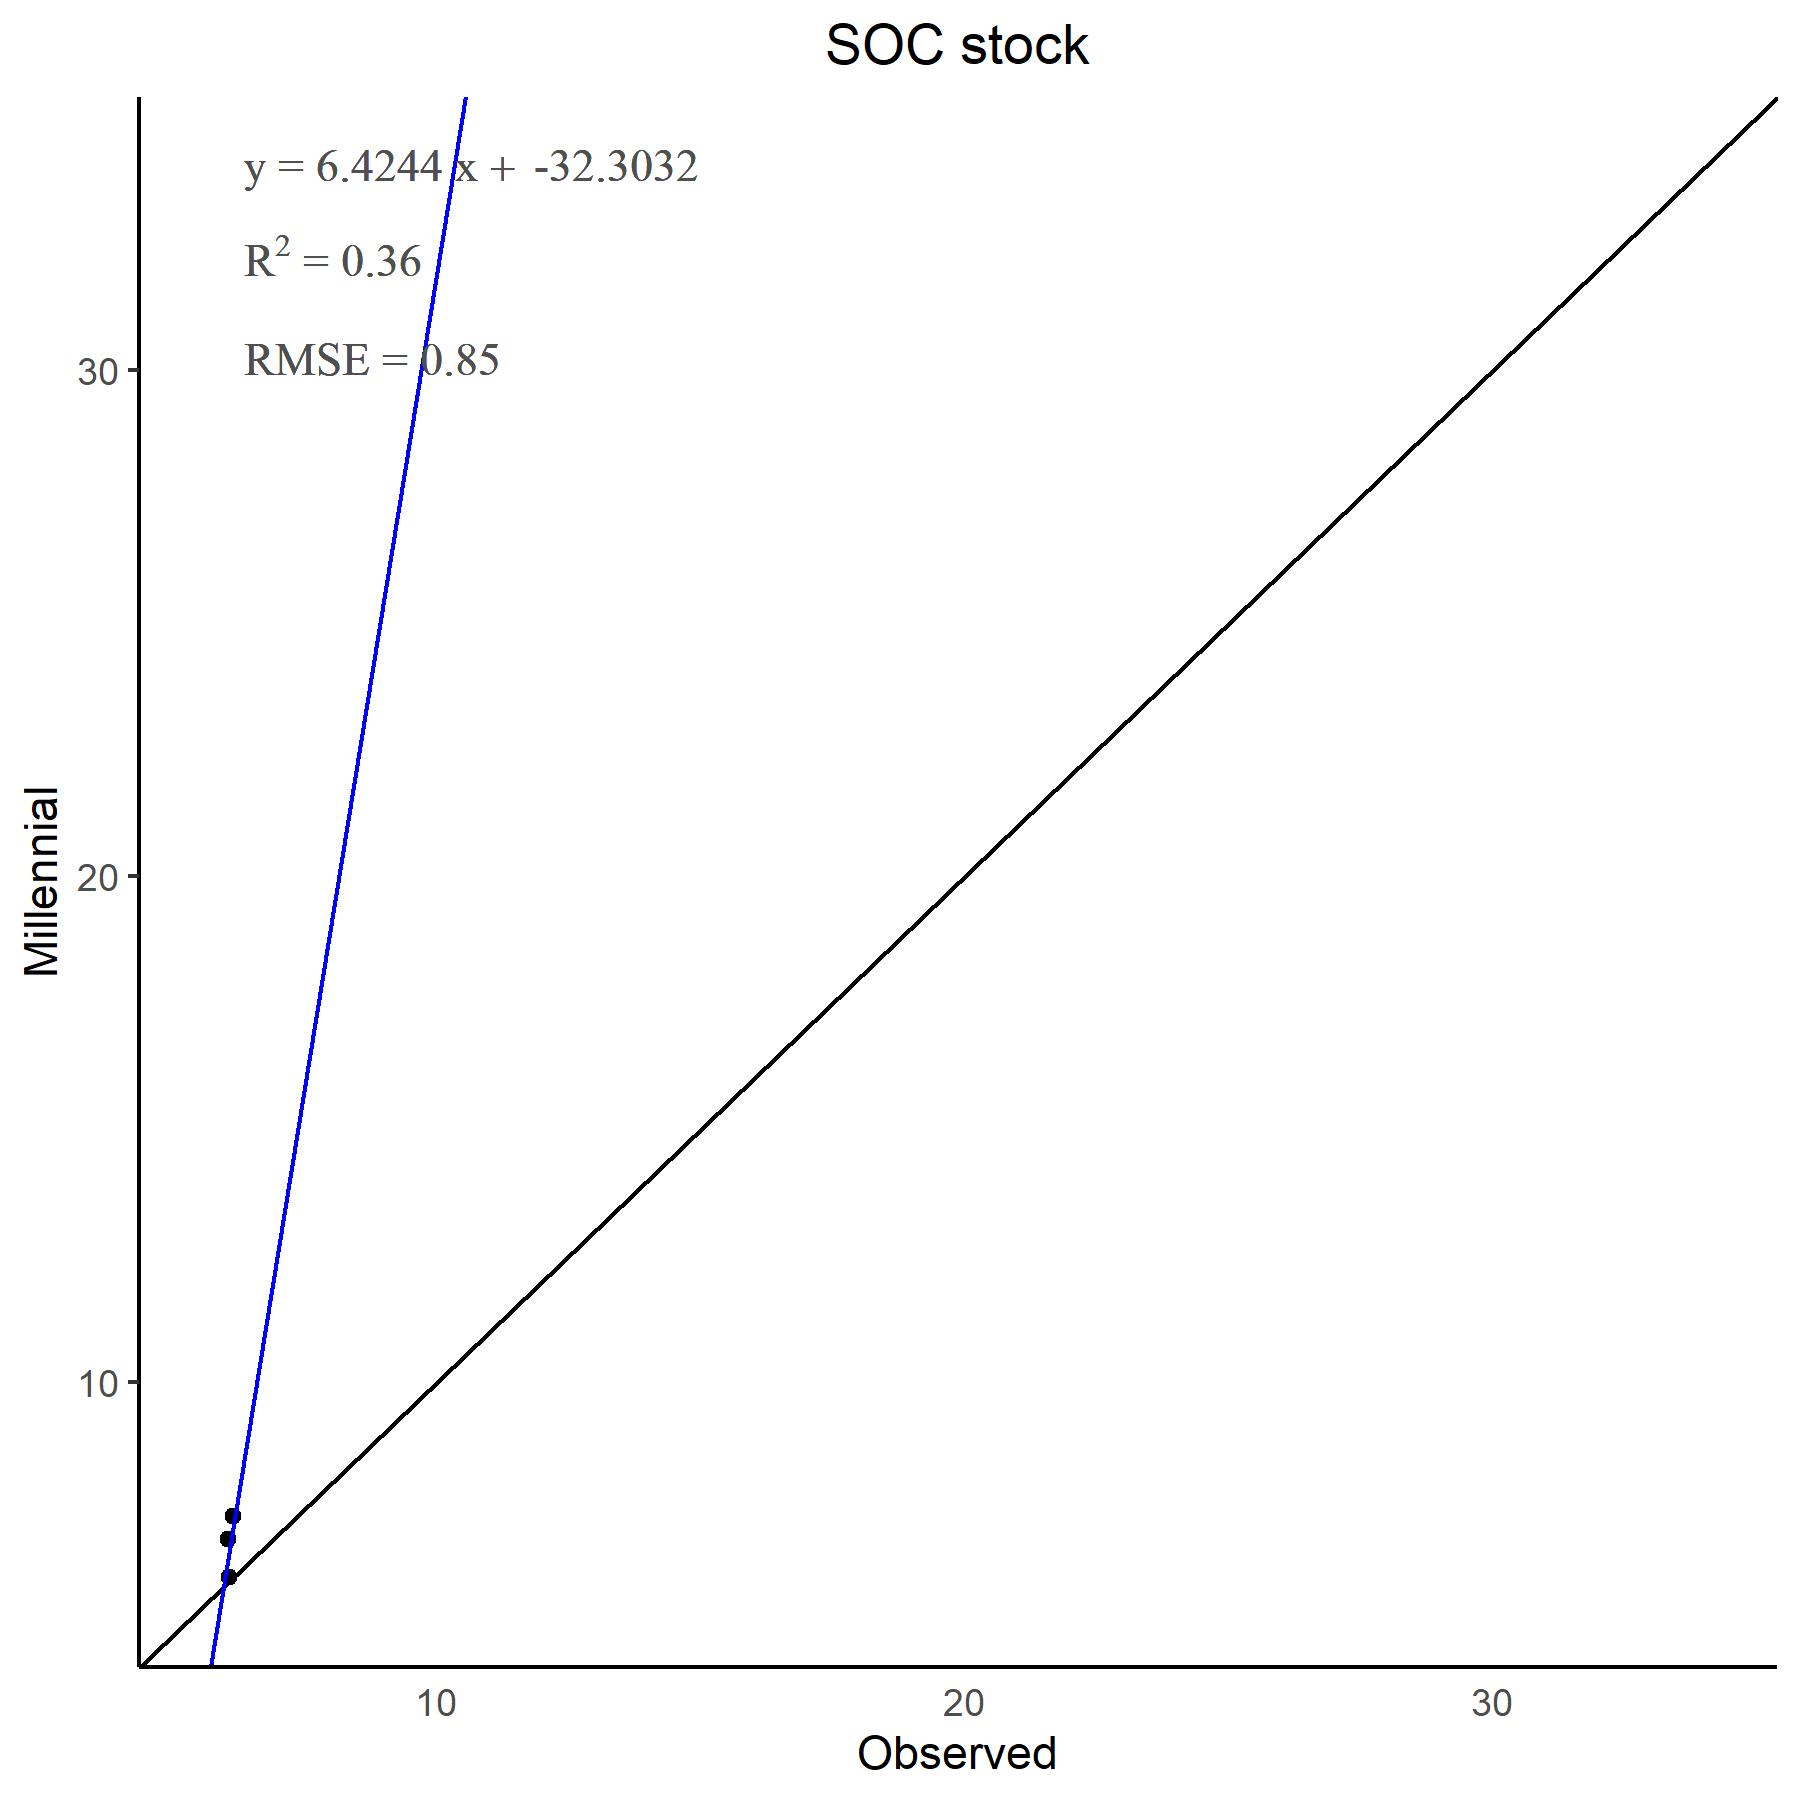 SOC stock
y = 6.4244 x + -32.3032
R² = 0.36
RMSE = 0.85
30
20
10
Millennial
10 20 30
Observed